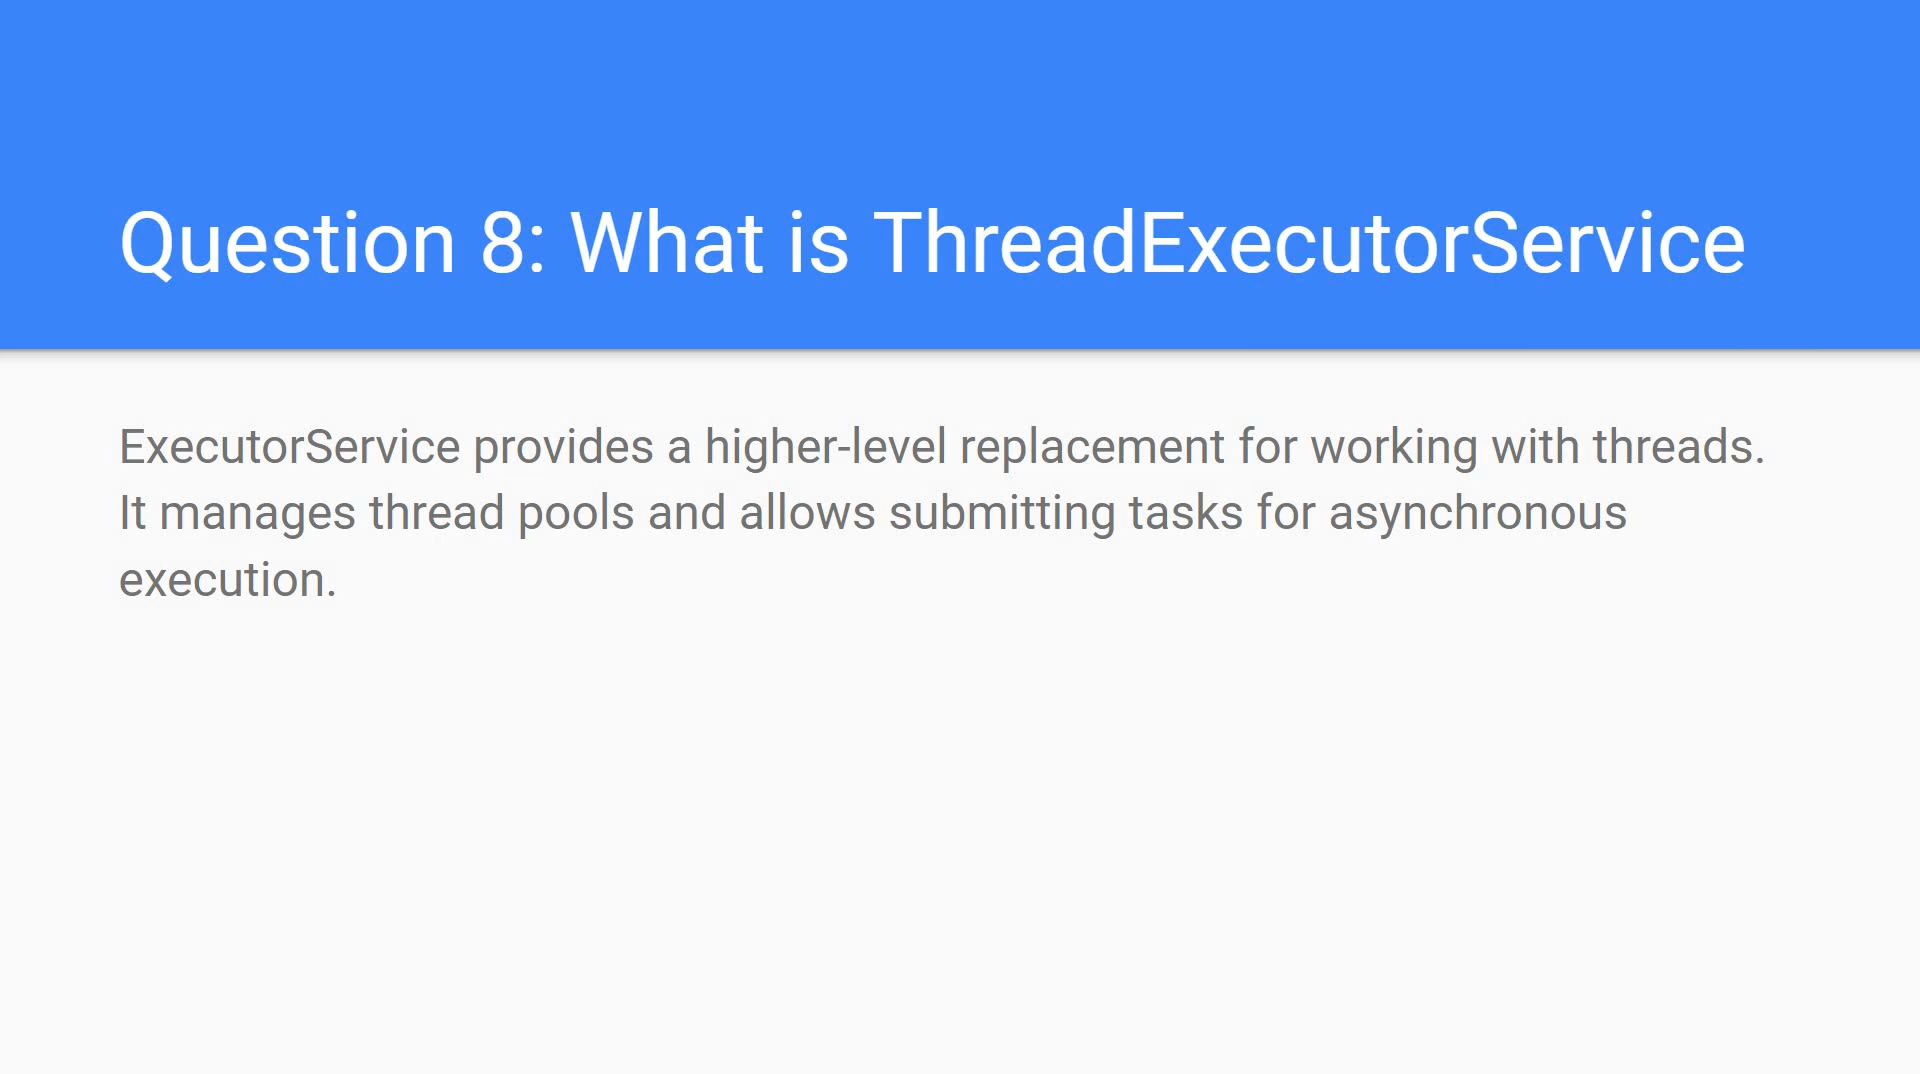 Question 8: What is ThreadExecutorService
ExecutorService provides a higher-level replacement for working with threads.
It manages thread pools and allows submitting tasks for asynchronous
execution.